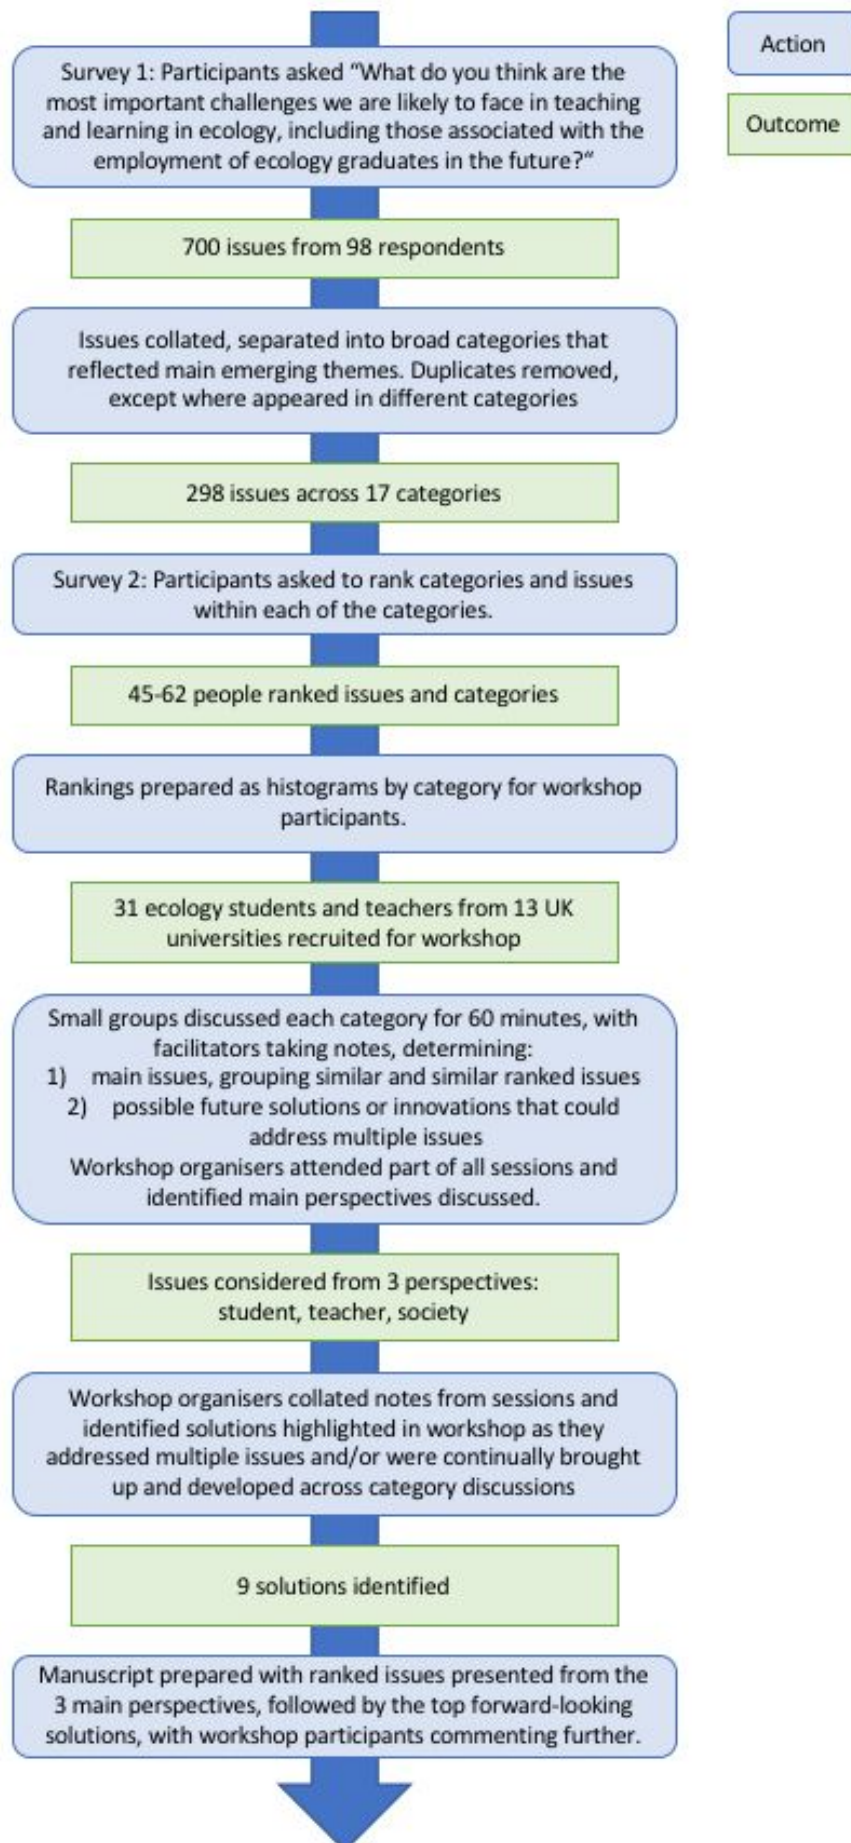 Survey 1: Participants asked “What do you think are the
most important challenges we are likely to face in teaching
and learning in ecology, including those associated with the
employment of ecology graduates in the future?“
Action
Outcome
700 issues from 98 respondents
Issues collated, separated into broad categories that
reflected main emerging themes. Duplicates removed,
except where appeared in different categories
298 issues across 17 categories
Survey 2: Participants asked to rank categories and issues
within each of the categories.
45-62 people ranked issues and categories
Rankings prepared as histograms by category for workshop
participants.
31 ecology students and teachers from 13 UK
universities recruited for workshop
Small groups discussed each category for 60 minutes, with
facilitators taking notes, determining:
1) main issues, grouping similar and similar ranked issues
2) possible future solutions or innovations that could
address multiple issues
Workshop organisers attended part of all sessions and
identified main perspectives discussed.
Issues considered from 3 perspectives:
student, teacher, society
Workshop organisers collated notes from sessions and
identified solutions highlighted in workshop as they
addressed multiple issues and/or were continually brought
up and developed across category discussions
9 solutions identified
Manuscript prepared with ranked issues presented from the
3 main perspectives, followed by the top forward-looking
solutions, with workshop participants commenting further.